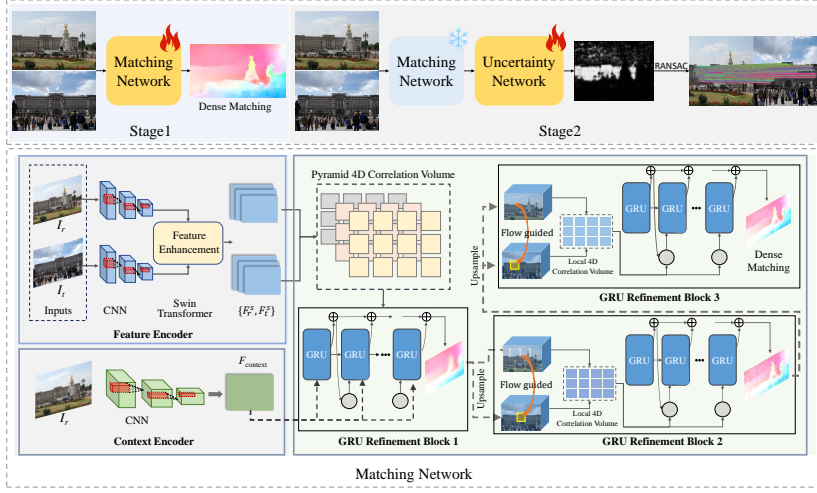 Matching
Network
Dense Matching
Stage1
Matching
Network
Uncertainty
Network
RANSAC
Stage2
I_r
I_t
Inputs
CNN
Feature
Enhancement
Swin
Transformer
{F_r^s, F_t^s}
Feature Encoder
I_r
CNN
F_context
Context Encoder
Pyramid 4D Correlation Volume
GRU
GRU
GRU
GRU Refinement Block 1
Upsample
Flow guided
Local 4D
Correlation Volume
GRU
GRU
GRU
GRU Refinement Block 2
Upsample
Flow guided
Local 4D
Correlation Volume
GRU
GRU
GRU
Dense
Matching
GRU Refinement Block 3
Matching Network